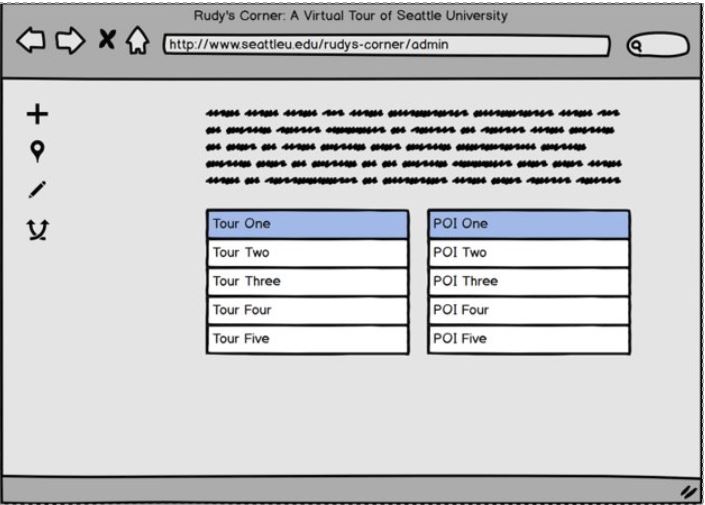 Rudy's Corner: A Virtual Tour of Seattle University
http://www.seattleu.edu/rudys-corner/admin
Tour One
Tour Two
Tour Three
Tour Four
Tour Five
POI One
POI Two
POI Three
POI Four
POI Five